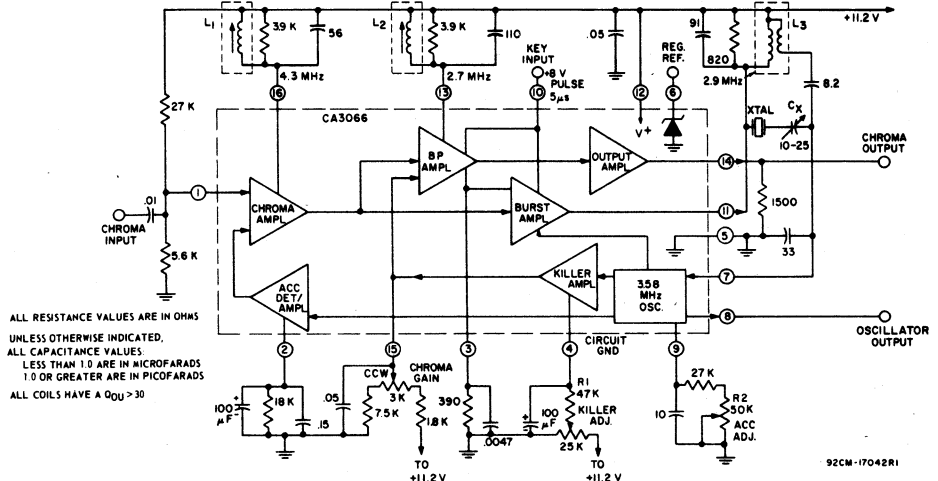 L1
3.9 K
56
4.3 MHz
16
L2
3.9 K
110
2.7 MHz
13
KEY
INPUT
+8 V
PULSE
5µs
10
.05
12
V+
REG.
REF.
6
91
820
2.9 MHz
L3
+11.2 V
8.2
XTAL
CX
10-25
27 K
CA3066
1
.01
CHROMA
INPUT
5.6 K
CHROMA
AMPL
BP
AMPL
OUTPUT
AMPL
BURST
AMPL
14
CHROMA
OUTPUT
11
1500
5
33
7
ACC
DET/
AMPL
KILLER
AMPL
3.58
MHz
OSC.
8
OSCILLATOR
OUTPUT
CIRCUIT
GND
2
15
3
4
9
ALL RESISTANCE VALUES ARE IN OHMS
UNLESS OTHERWISE INDICATED,
ALL CAPACITANCE VALUES:
LESS THAN 1.0 ARE IN MICROFARADS
1.0 OR GREATER ARE IN PICOFARADS
ALL COILS HAVE A QOU > 30
100
µF
+
-
18 K
.15
.05
CCW
CHROMA
GAIN
3 K
7.5 K
1.8K
TO
+11.2 V
390
.0047
100
µF
+
-
R1
47 K
KILLER
ADJ.
25 K
TO
+11.2 V
10
27 K
R2
50K
ACC
ADJ.
92CM-17042R1